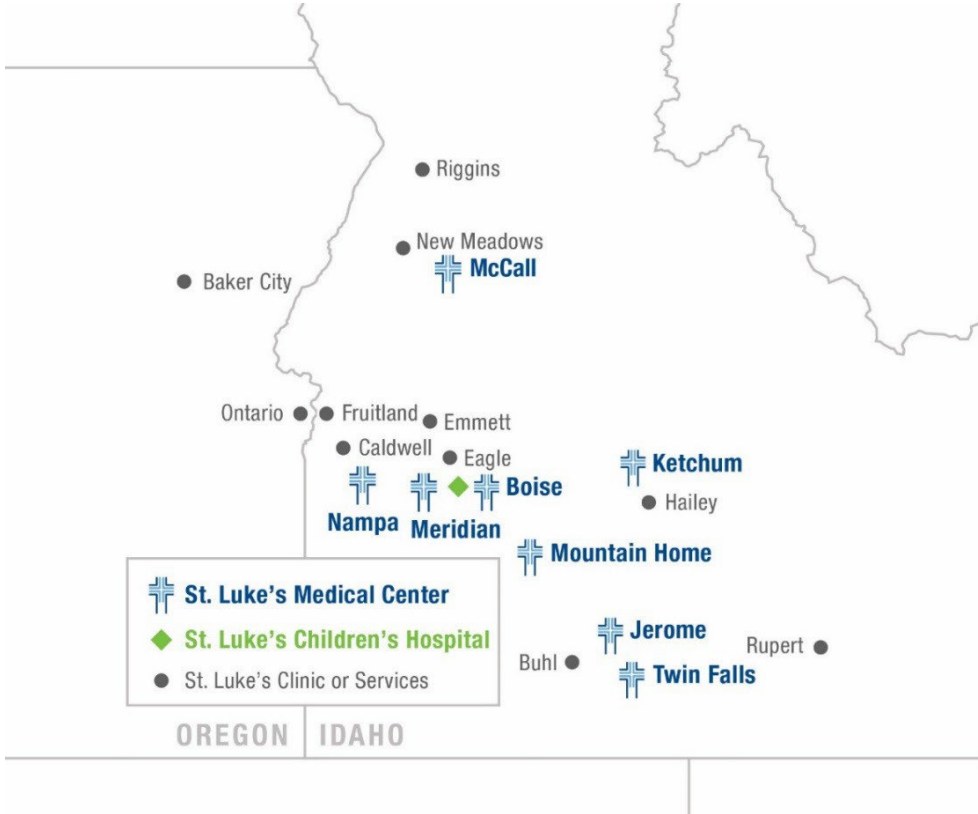 Riggins
New Meadows
McCall
Baker City
Ontario
Fruitland
Emmett
Caldwell
Eagle
Ketchum
Nampa
Meridian
Boise
Hailey
Mountain Home
St. Luke's Medical Center
St. Luke's Children's Hospital
St. Luke's Clinic or Services
Jerome
Buhl
Twin Falls
Rupert
OREGON
IDAHO